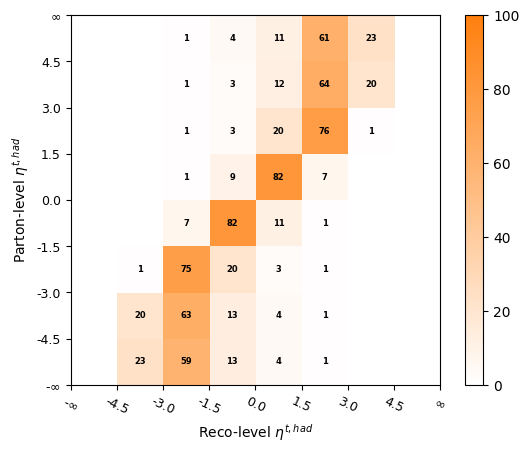 ∞
4.5
3.0
1.5
0.0
-1.5
-3.0
-4.5
-∞
Parton-level η^{t,had}
1 4 11 61 23
1 3 12 64 20
1 3 20 76 1
1 9 82 7
7 82 11 1
1 75 20 3 1
20 63 13 4 1
23 59 13 4 1
-∞ -4.5 -3.0 -1.5 0.0 1.5 3.0 4.5 ∞
Reco-level η^{t,had}
100
80
60
40
20
0